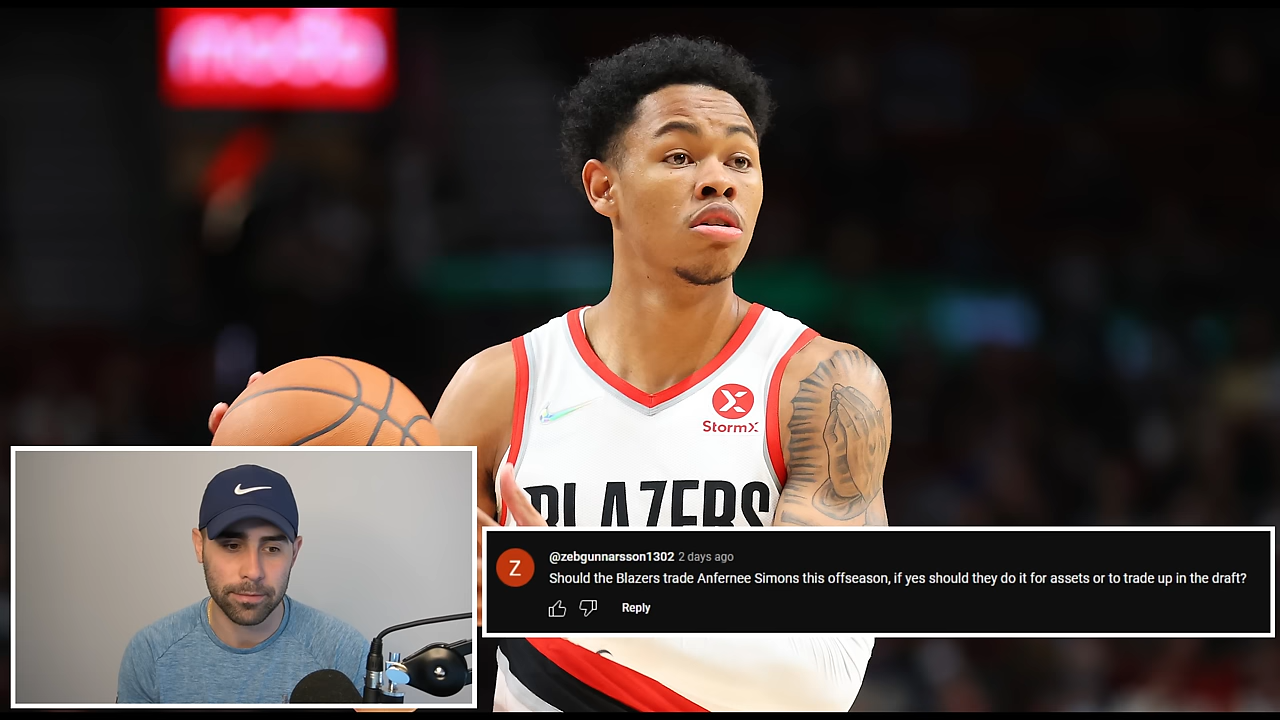 StormX
BLAZERS
Z
@zebgunnarsson1302 2 days ago
Should the Blazers trade Anfernee Simons this offseason, if yes should they do it for assets or to trade up in the draft?
Reply